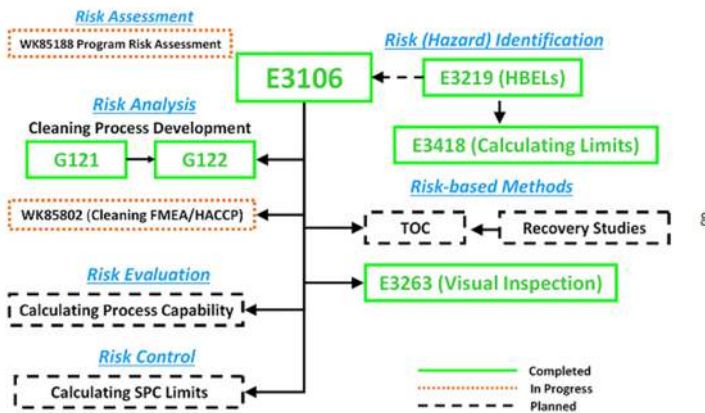 Risk Assessment
WK85188 Program Risk Assessment
Risk (Hazard) Identification
E3106
E3219 (HBELs)
Risk Analysis
Cleaning Process Development
G121
G122
E3418 (Calculating Limits)
Risk-based Methods
WK85802 (Cleaning FMEA/HACCP)
TOC
Recovery Studies
g
Risk Evaluation
E3263 (Visual Inspection)
Calculating Process Capability
Risk Control
Calculating SPC Limits
Completed
In Progress
Planned